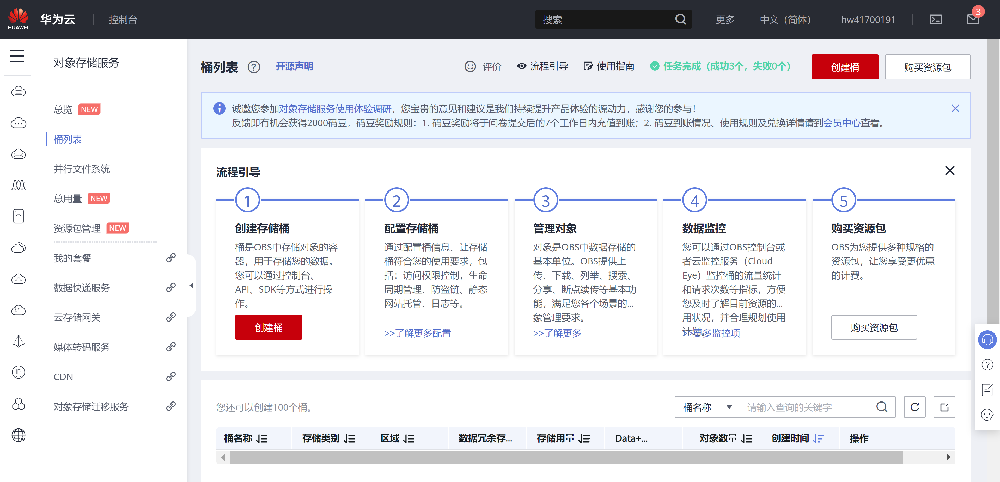 HUAWEI
华为云
控制台
搜索
更多
中文（简体）
hw41700191
3
对象存储服务
总览 NEW
桶列表
并行文件系统
总用量 NEW
资源包管理 NEW
我的套餐
数据快递服务
云存储网关
媒体转码服务
CDN
对象存储迁移服务
IP
W
桶列表 ?
开源声明
评价
流程引导
使用指南
任务完成（成功3个，失败0个）
创建桶
购买资源包
诚邀您参加对象存储服务使用体验调研，您宝贵的意见和建议是我们持续提升产品体验的源动力，感谢您的参与！
反馈即有机会获得2000码豆，码豆奖励规则：1. 码豆奖励将于问卷提交后的7个工作日内充值到账；2. 码豆到账情况、使用规则及兑换详情请到会员中心查看。
流程引导
1
创建存储桶
桶是OBS中存储对象的容
器，用于存储您的数据。
您可以通过控制台、
API、SDK等方式进行操
作。
创建桶
2
配置存储桶
通过配置桶信息、让存储
桶符合您的使用要求，包
括：访问权限控制，生命
周期管理、防盗链、静态
网站托管、日志等。
>>了解更多配置
3
管理对象
对象是OBS中数据存储的
基本单位。OBS提供上
传、下载、列举、搜索、
分享、断点续传等基本功
能，满足您各个场景的...
象管理要求。
>>了解更多
4
数据监控
您可以通过OBS控制台或
者云监控服务（Cloud
Eye）监控桶的流量统计
和请求次数等指标，方便
您及时了解目前资源的...
用状况，并合理规划使用
计划。
>>更多监控项
5
购买资源包
OBS为您提供多种规格的
资源包，让您享受更优惠
的计费。
购买资源包
您还可以创建100个桶。
桶名称
请输入查询的关键字
桶名称
存储类别
区域
数据冗余存...
存储用量
Data+...
对象数量
创建时间
操作